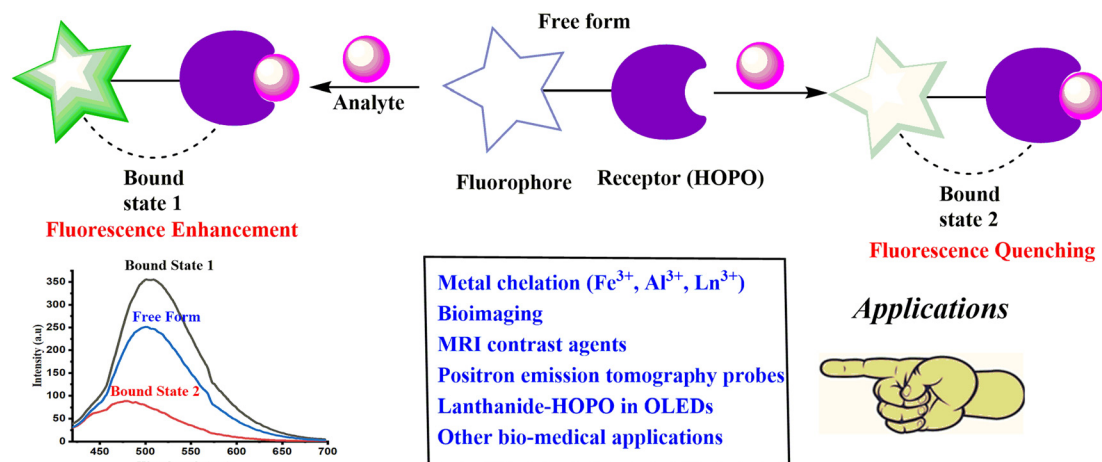 Free form
Analyte
Fluorophore
Receptor (HOPO)
Bound
state 1
Fluorescence Enhancement
Bound
state 2
Fluorescence Quenching
Bound State 1
Free Form
Bound State 2
Intensity (a.u)
350
300
250
200
150
100
50
0
450
500
550
600
650
700
Metal chelation (Fe³⁺, Al³⁺, Ln³⁺)
Bioimaging
MRI contrast agents
Positron emission tomography probes
Lanthanide-HOPO in OLEDs
Other bio-medical applications
Applications